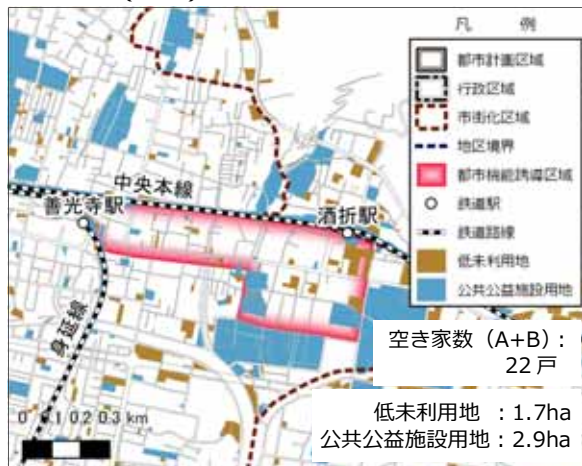 凡 例
都市計画区域
行政区域
市街化区域
地区境界
都市機能誘導区域
鉄道駅
鉄道路線
低未利用地
公共公益施設用地
中央本線
善光寺駅
酒折駅
身延線
空き家数（A+B）：
22戸
0 0.1 0.2 0.3 km
低未利用地 ：1.7ha
公共公益施設用地：2.9ha